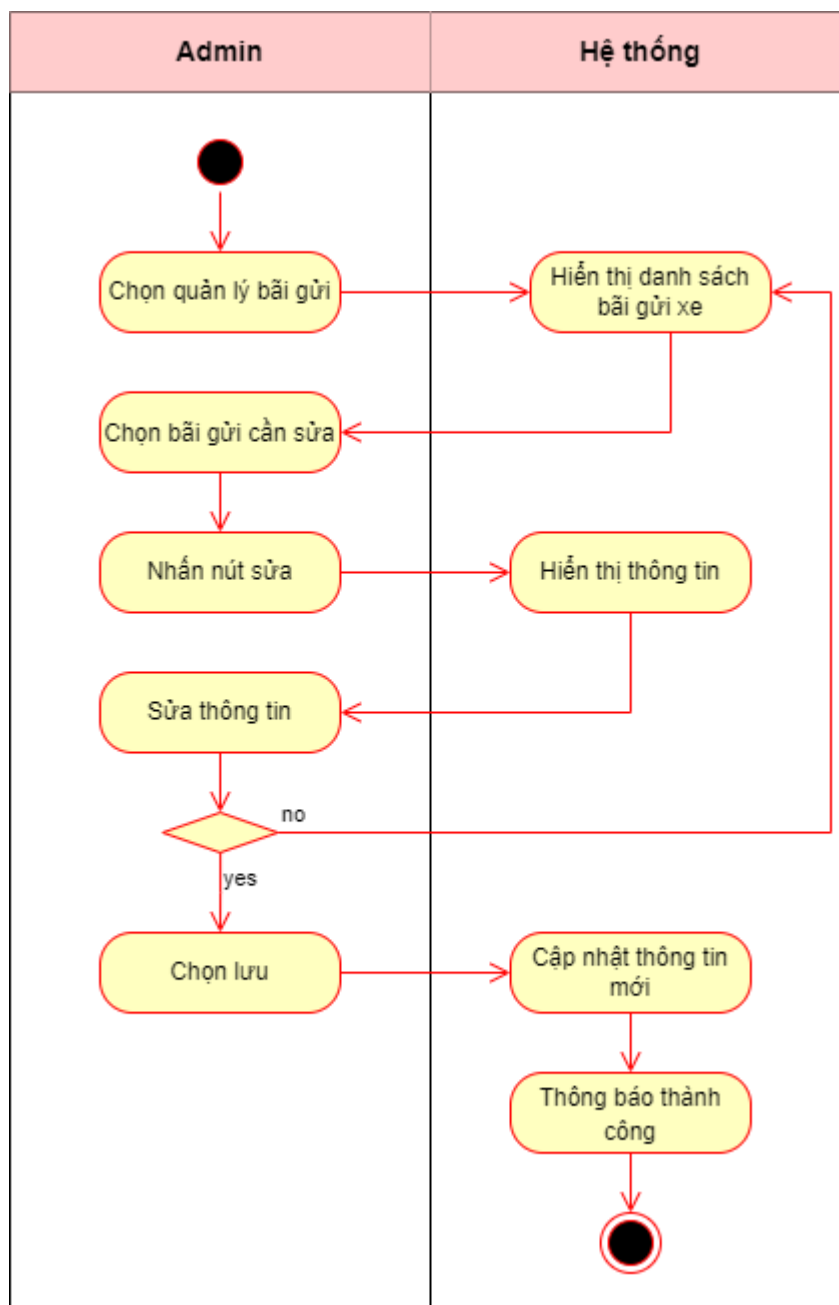 Admin
Hệ thống
Chọn quản lý bãi gửi
Hiển thị danh sách
bãi gửi xe
Chọn bãi gửi cần sửa
Nhấn nút sửa
Hiển thị thông tin
Sửa thông tin
no
yes
Chọn lưu
Cập nhật thông tin
mới
Thông báo thành
công